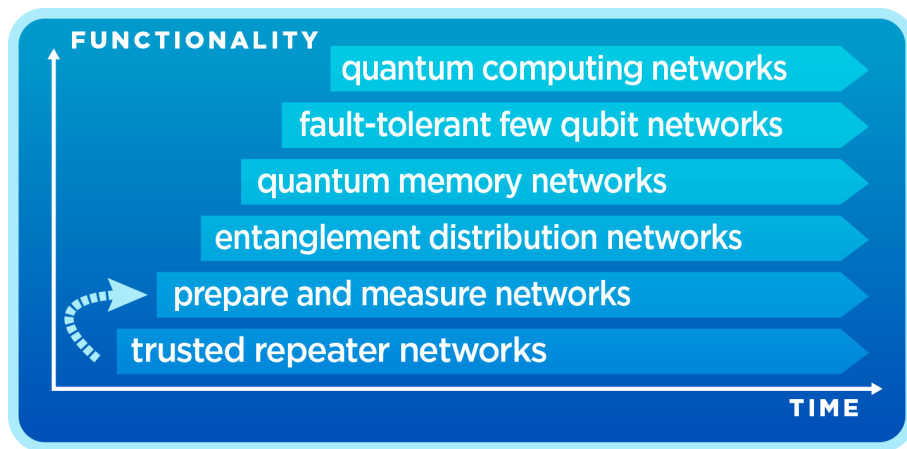 FUNCTIONALITY
quantum computing networks
fault-tolerant few qubit networks
quantum memory networks
entanglement distribution networks
prepare and measure networks
trusted repeater networks
TIME